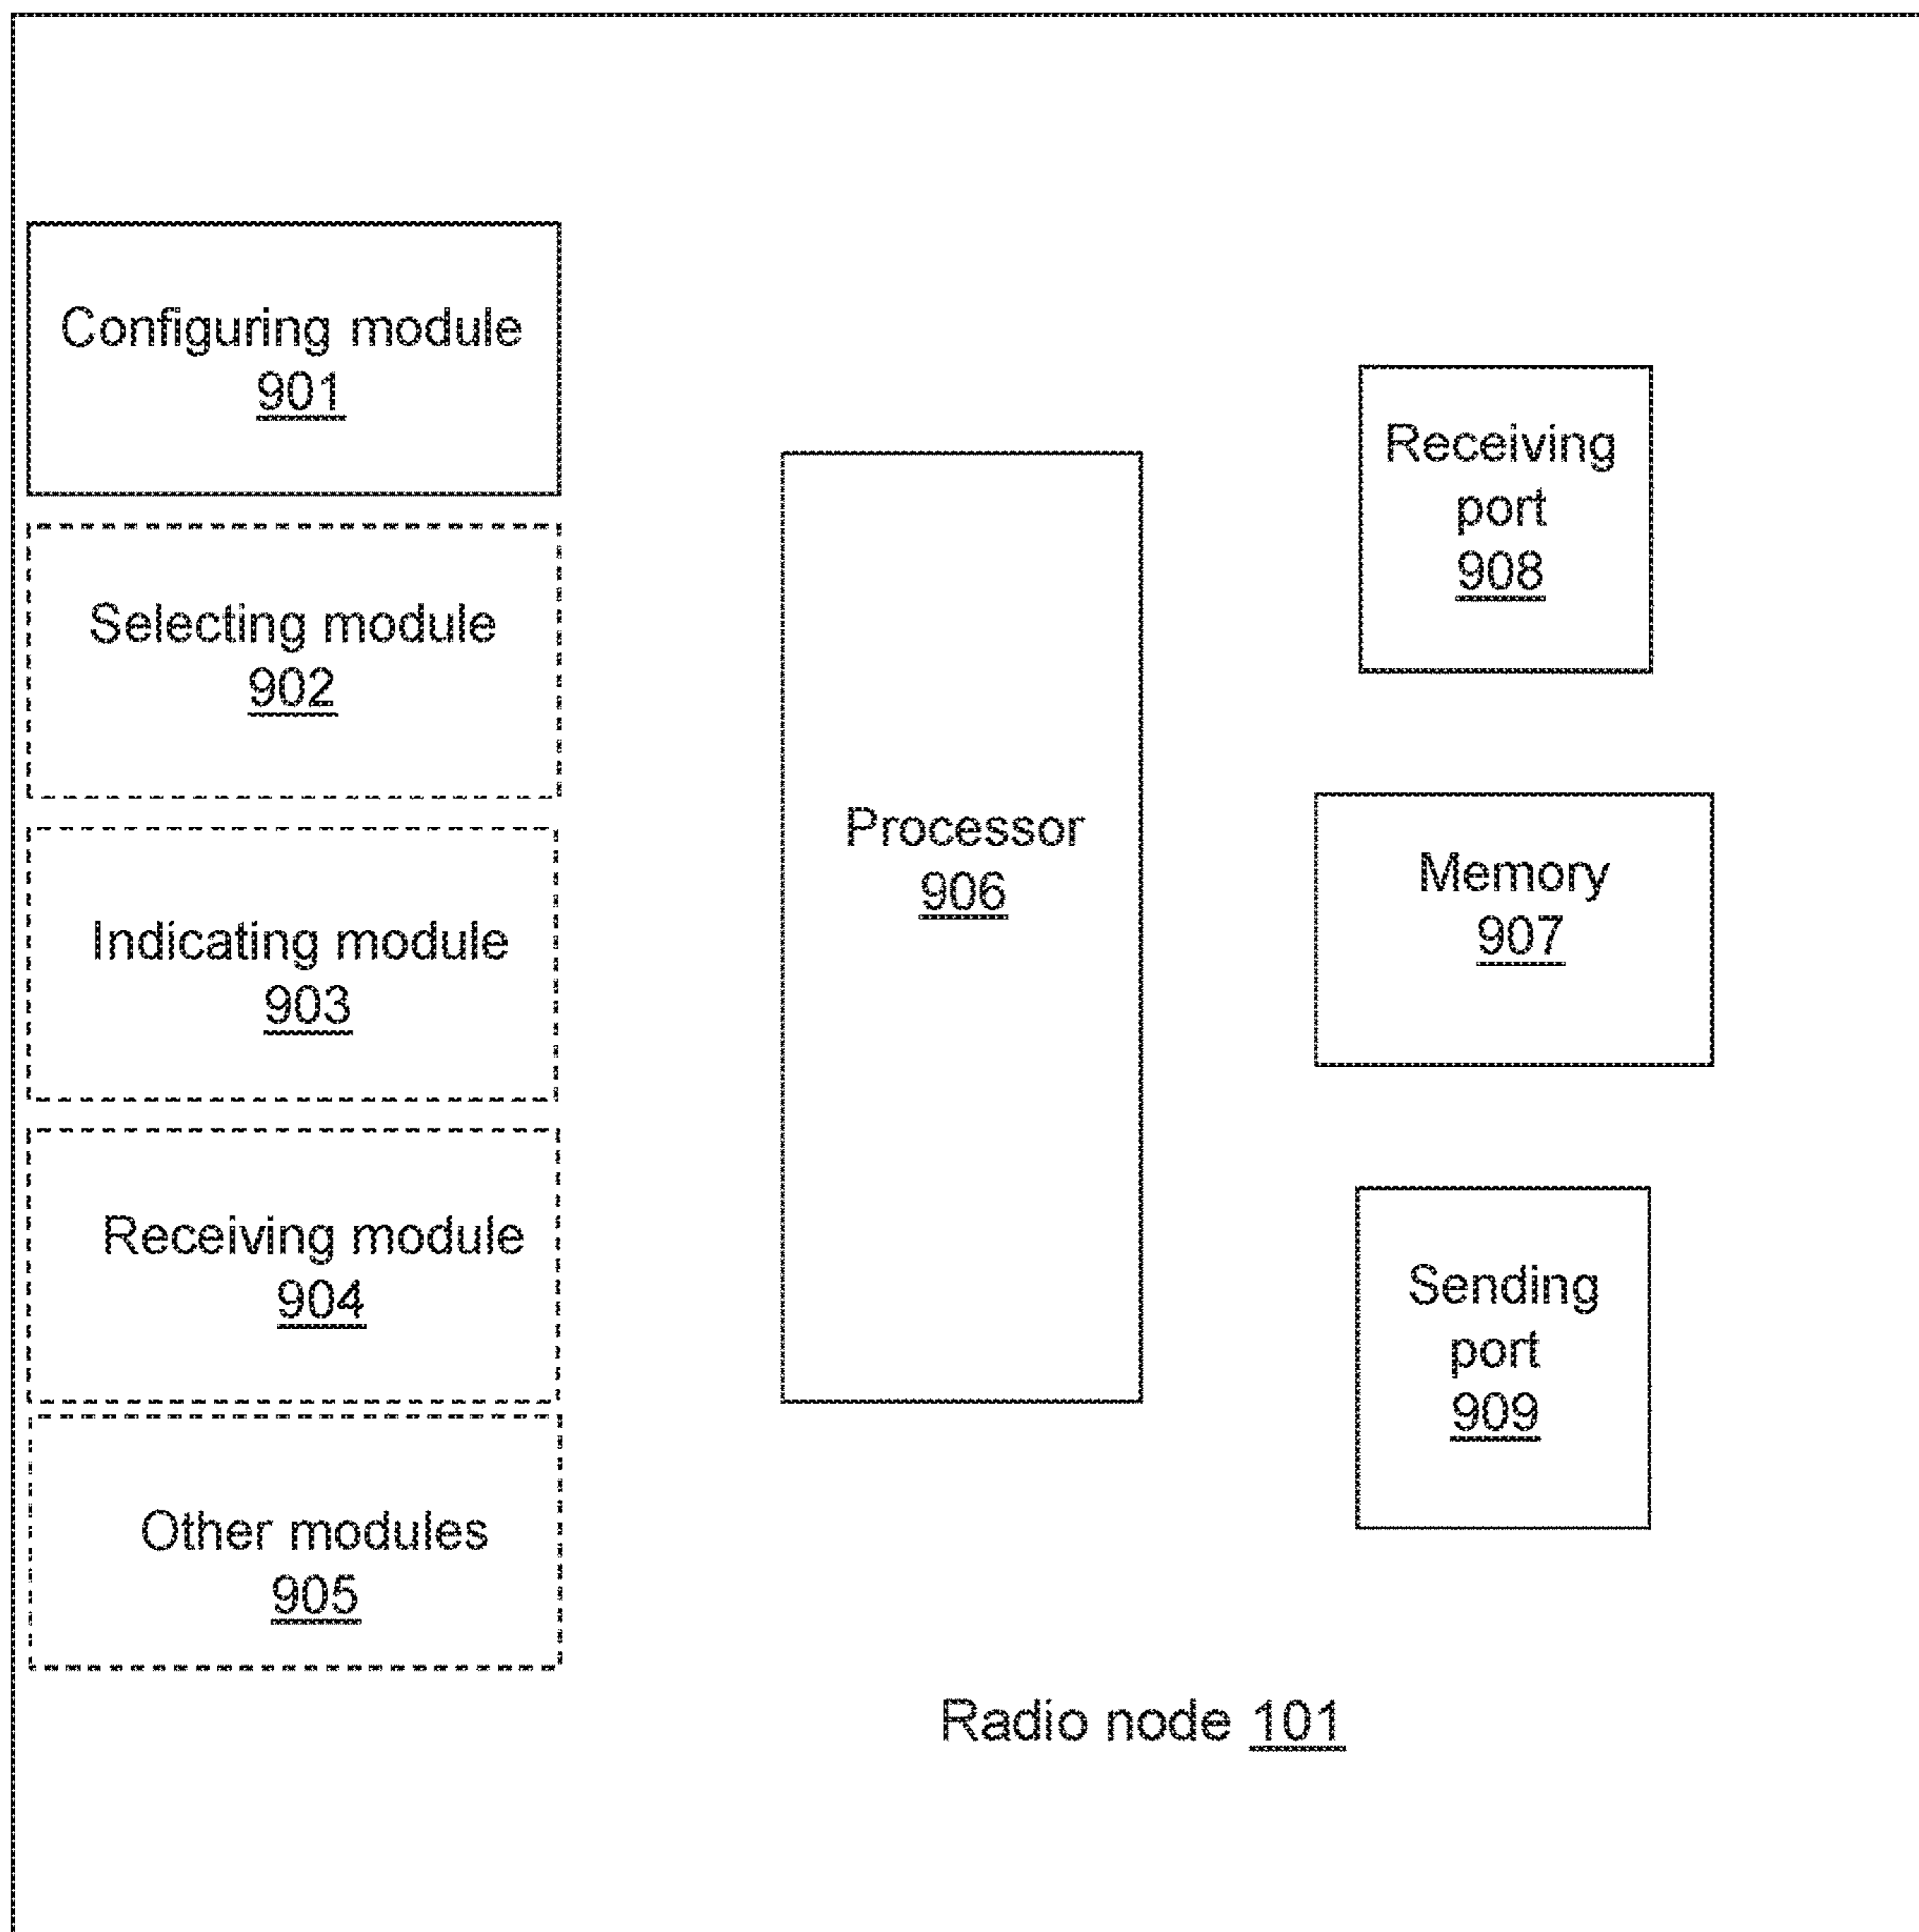 Configuring module
901
Selecting module
902
Indicating module
903
Receiving module
904
Other modules
905
Processor
906
Receiving
port
908
Memory
907
Sending
port
909
Radio node 101